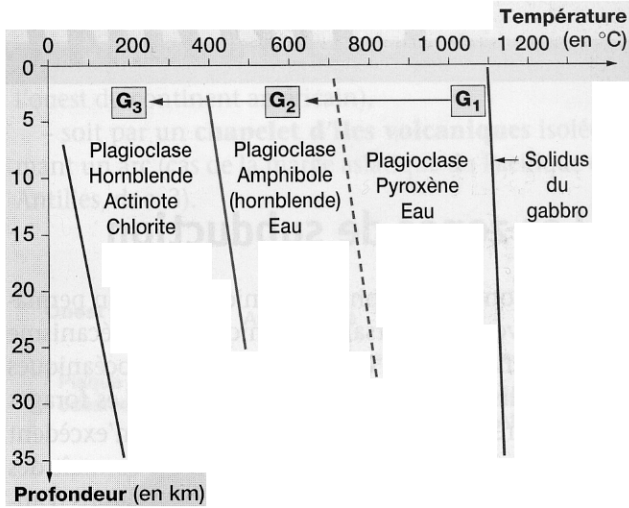 Température
(en °C)
0 200 400 600 800 1 000 1 200
0
G3 G2 G1
5
10
15
20
25
30
35
Plagioclase
Hornblende
Actinote
Chlorite
Plagioclase
Amphibole
(hornblende)
Eau
Plagioclase
Pyroxène
Eau
Solidus
du
gabbro
Profondeur (en km)